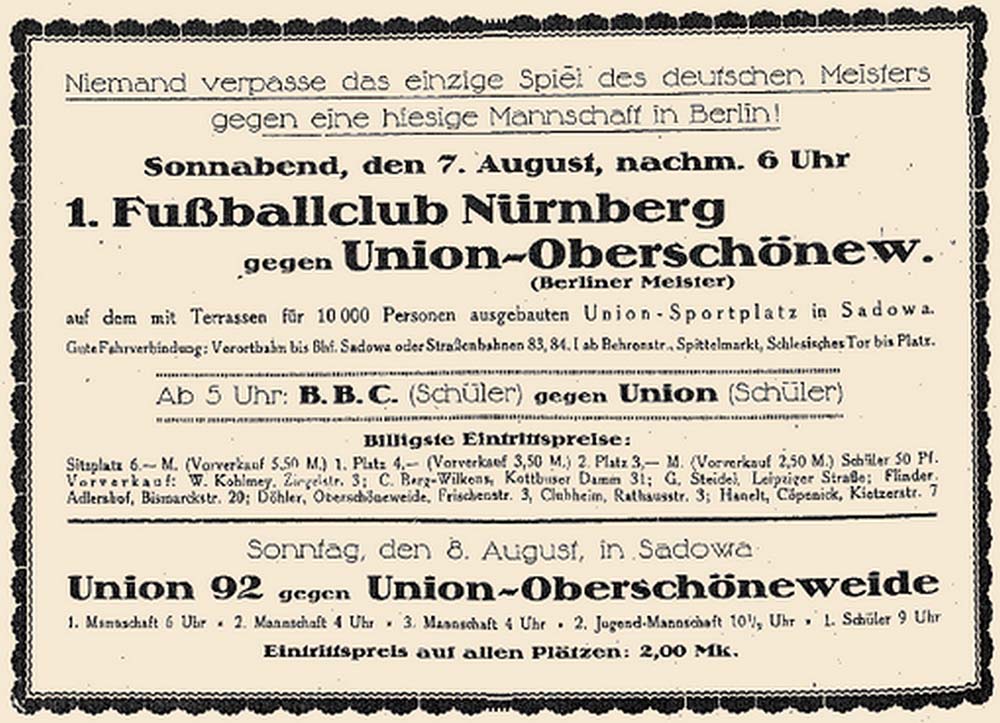 Niemand verpasse das einzige Spiel des deutschen Meisters
gegen eine hiesige Mannschaft in Berlin!
Sonnabend, den 7. August, nachm. 6 Uhr
1. Fußballclub Nürnberg
gegen Union-Oberschönew.
(Berliner Meister)
auf dem mit Terrassen für 10 000 Personen ausgebauten Union-Sportplatz in Sadowa.
Gute Fahrverbindung: Vorortbahn bis Bhf. Sadowa oder Straßenbahnen 83, 84. I ab Behrenstr., Spittelmarkt, Schlesisches Tor bis Platz.
Ab 5 Uhr: B.B.C. (Schüler) gegen Union (Schüler)
Billigste Eintrittspreise:
Sitzplatz 6.— M. (Vorverkauf 5.50 M.) 1. Platz 4,— (Vorverkauf 3,50 M.) 2. Platz 3,— M. (Vorverkauf 2,50 M.) Schüler 50 Pf.
Vorverkauf: W. Kohlmey, Ziegelstr. 3; C. Berg-Wilkens, Kottbuser Damm 31; G. Steidel, Leipziger Straße; Flinder,
Adlershof, Bismarckstr. 20; Döhler, Oberschöneweide, Frischenstr. 3, Clubheim, Rathausstr. 3; Hanelt, Cöpenick, Kietzerstr. 7
Sonntag, den 8. August, in Sadowa
Union 92 gegen Union-Oberschöneweide
1. Mannschaft 6 Uhr • 2. Mannschaft 4 Uhr • 3. Mannschaft 4 Uhr • 2. Jugend-Mannschaft 10½ Uhr • 1. Schüler 9 Uhr
Eintrittspreis auf allen Plätzen: 2,00 Mk.